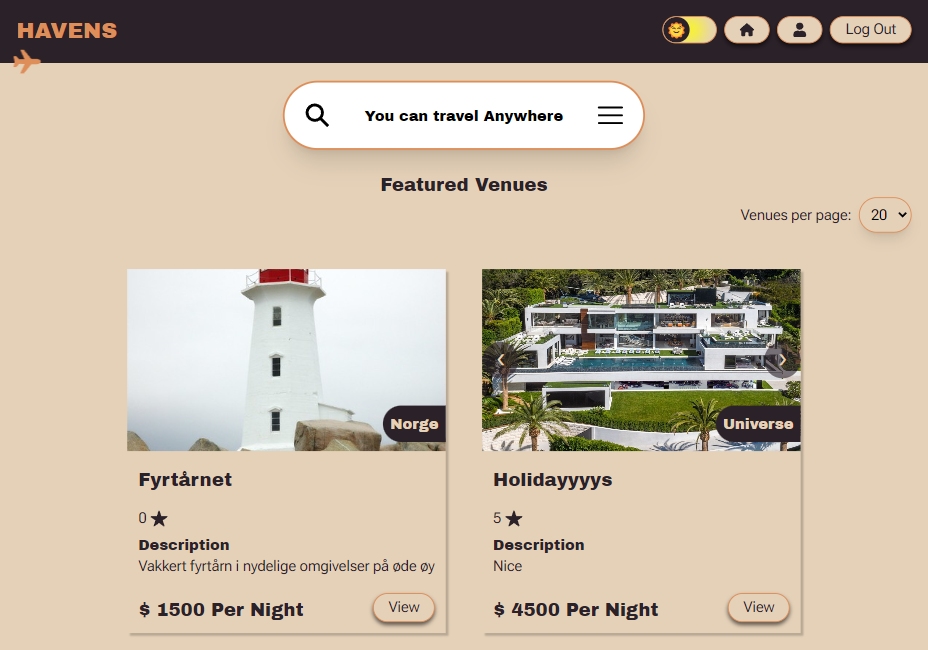 HAVENS
Log Out
You can travel Anywhere
Featured Venues
Venues per page: 20
Norge
Universe
Fyrtårnet
0
Description
Vakkert fyrtårn i nydelige omgivelser på øde øy
$ 1500 Per Night
View
Holidayyyys
5
Description
Nice
$ 4500 Per Night
View